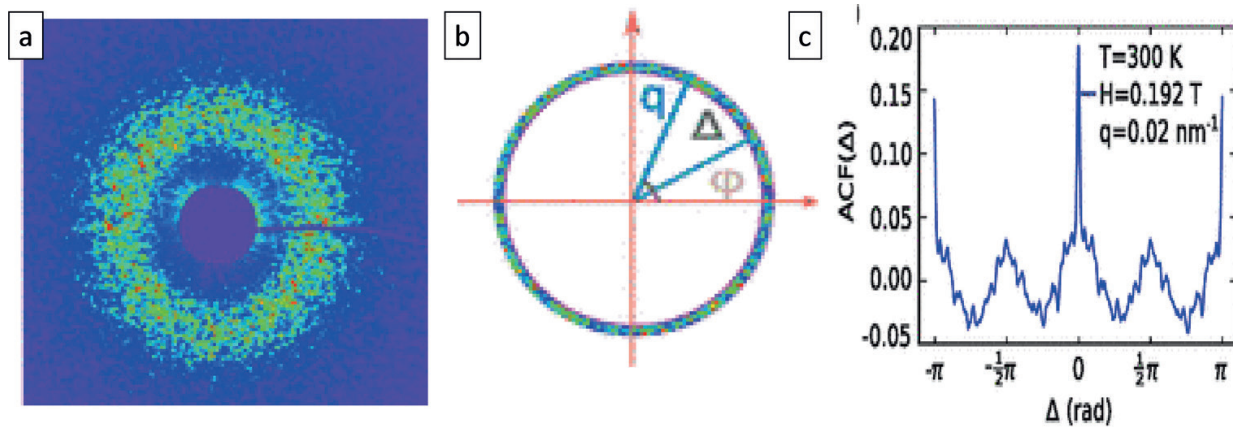 a
b
c
q
Δ
φ
ACF(Δ)
0.20
0.15
0.10
0.05
0.00
-0.05
T=300 K
H=0.192 T
q=0.02 nm⁻¹
-π
-½π
0
½π
π
Δ (rad)